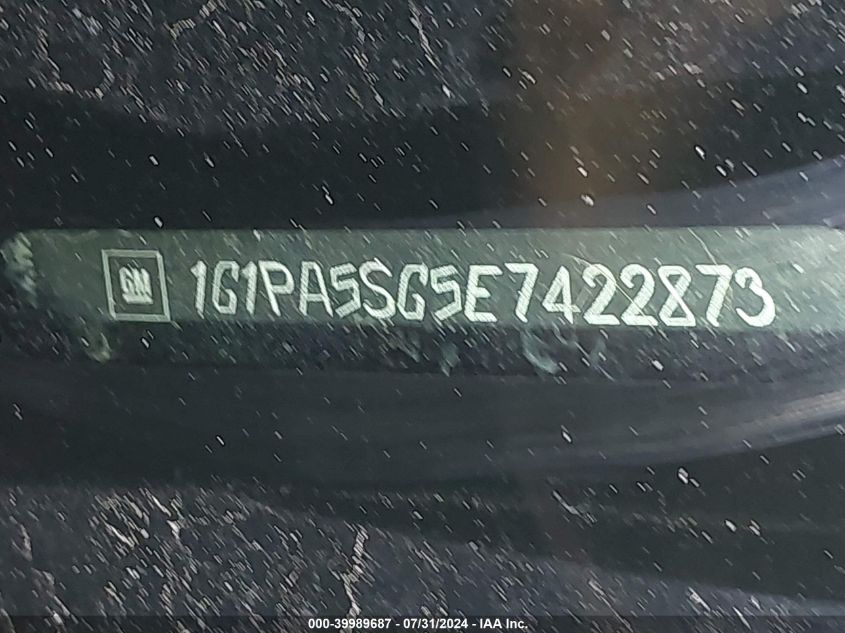 GM 1G1PA5SG5E7422873
000-39989687 - 07/31/2024 - IAA Inc.